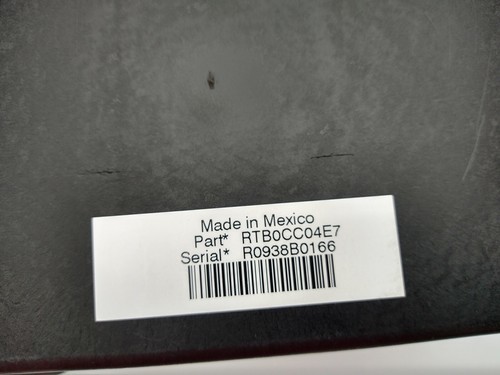 Made in Mexico
Part* RTB0CC04E7
Serial* R0938B0166